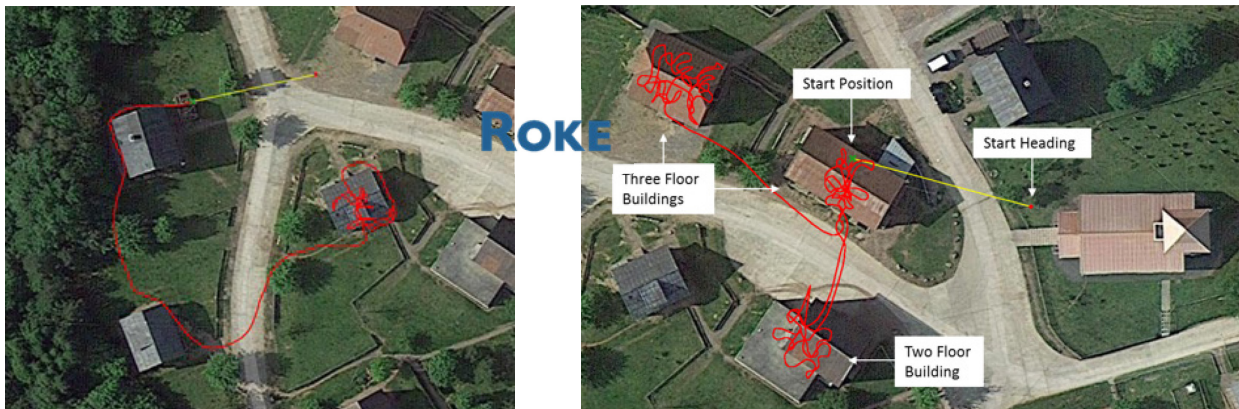 ROKE
Start Position
Start Heading
Three Floor
Buildings
Two Floor
Building